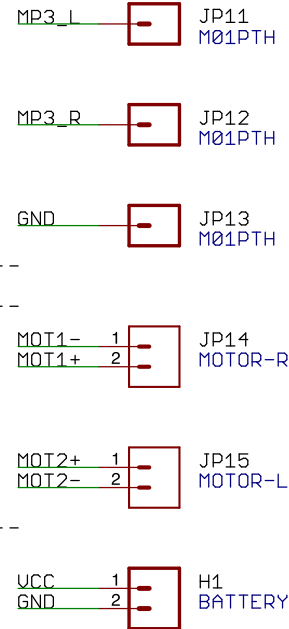 MP3_L JP11
M01PTH
MP3_R JP12
M01PTH
GND JP13
M01PTH
MOT1- 1 JP14
MOT1+ 2 MOTOR-R
MOT2+ 1 JP15
MOT2- 2 MOTOR-L
VCC 1 H1
GND 2 BATTERY